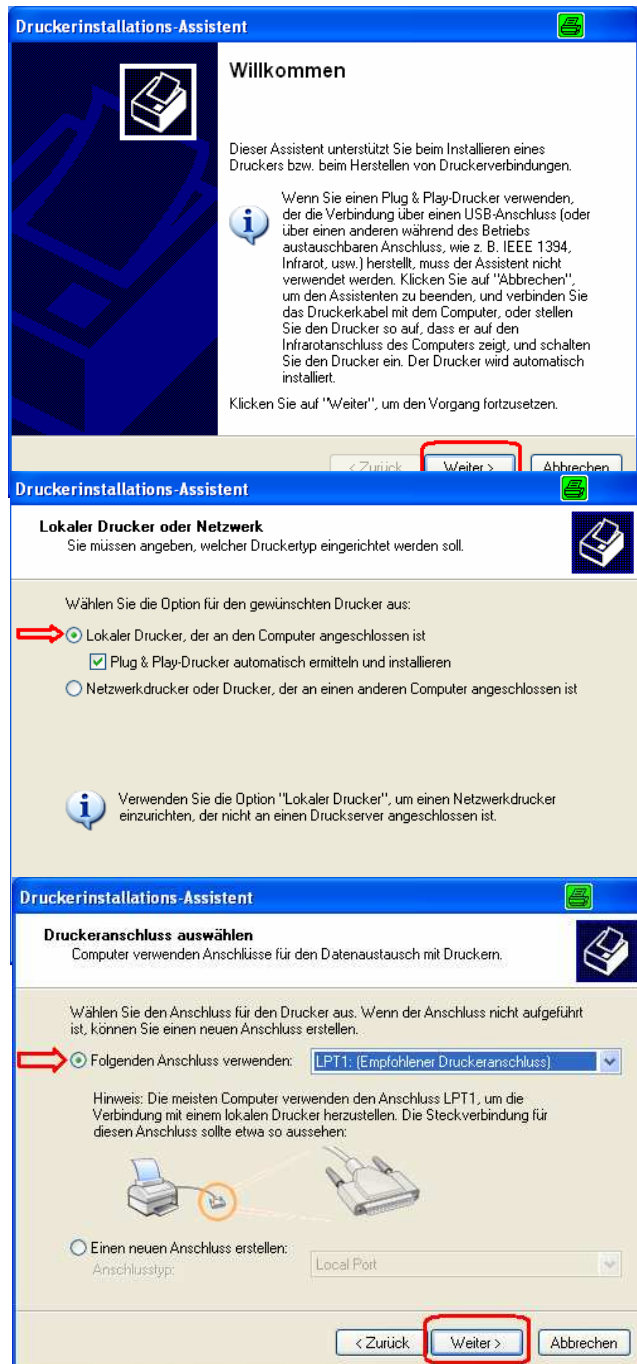 Druckerinstallations-Assistent
Willkommen
Dieser Assistent unterstützt Sie beim Installieren eines
Druckers bzw. beim Herstellen von Druckerverbindungen.
Wenn Sie einen Plug & Play-Drucker verwenden,
der die Verbindung über einen USB-Anschluss (oder
über einen anderen während des Betriebs
austauschbaren Anschluss, wie z. B. IEEE 1394,
Infrarot, usw.) herstellt, muss der Assistent nicht
verwendet werden. Klicken Sie auf "Abbrechen",
um den Assistenten zu beenden, und verbinden Sie
das Druckerkabel mit dem Computer, oder stellen
Sie den Drucker so auf, dass er auf den
Infrarotanschluss des Computers zeigt, und schalten
Sie den Drucker ein. Der Drucker wird automatisch
installiert.
Klicken Sie auf "Weiter", um den Vorgang fortzusetzen.
< Zurück Weiter > Abbrechen
Druckerinstallations-Assistent
Lokaler Drucker oder Netzwerk
Sie müssen angeben, welcher Druckertyp eingerichtet werden soll.
Wählen Sie die Option für den gewünschten Drucker aus:
Lokaler Drucker, der an den Computer angeschlossen ist
Plug & Play-Drucker automatisch ermitteln und installieren
Netzwerkdrucker oder Drucker, der an einen anderen Computer angeschlossen ist
Verwenden Sie die Option "Lokaler Drucker", um einen Netzwerkdrucker
einzurichten, der nicht an einen Druckserver angeschlossen ist.
Druckerinstallations-Assistent
Druckeranschluss auswählen
Computer verwenden Anschlüsse für den Datenaustausch mit Druckern.
Wählen Sie den Anschluss für den Drucker aus. Wenn der Anschluss nicht aufgeführt
ist, können Sie einen neuen Anschluss erstellen.
Folgenden Anschluss verwenden: LPT1: (Empfohlener Druckeranschluss)
Hinweis: Die meisten Computer verwenden den Anschluss LPT1, um die
Verbindung mit einem lokalen Drucker herzustellen. Die Steckverbindung für
diesen Anschluss sollte etwa so aussehen:
Einen neuen Anschluss erstellen:
Anschlusstyp: Local Port
< Zurück Weiter > Abbrechen